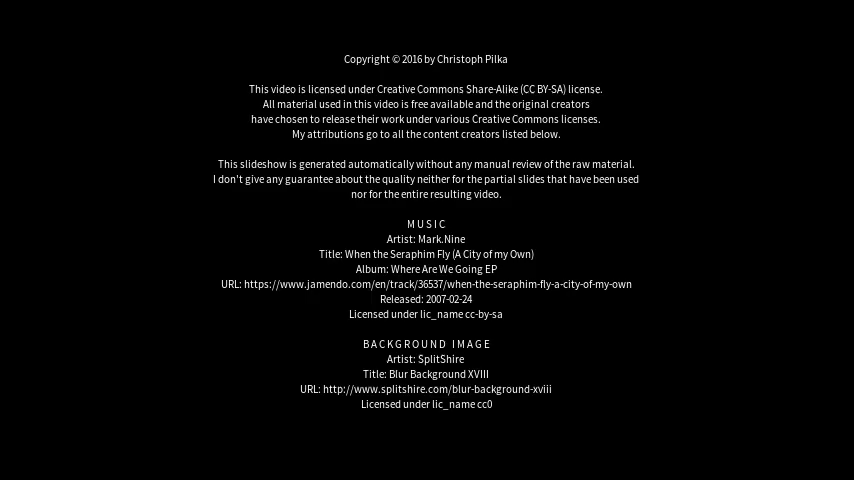 Copyright © 2016 by Christoph Pilka
This video is licensed under Creative Commons Share-Alike (CC BY-SA) license.
All material used in this video is free available and the original creators
have chosen to release their work under various Creative Commons licenses.
My attributions go to all the content creators listed below.
This slideshow is generated automatically without any manual review of the raw material.
I don't give any guarantee about the quality neither for the partial slides that have been used
nor for the entire resulting video.
M U S I C
Artist: Mark.Nine
Title: When the Seraphim Fly (A City of my Own)
Album: Where Are We Going EP
URL: https://www.jamendo.com/en/track/36537/when-the-seraphim-fly-a-city-of-my-own
Released: 2007-02-24
Licensed under lic_name cc-by-sa
B A C K G R O U N D   I M A G E
Artist: SplitShire
Title: Blur Background XVIII
URL: http://www.splitshire.com/blur-background-xviii
Licensed under lic_name cc0